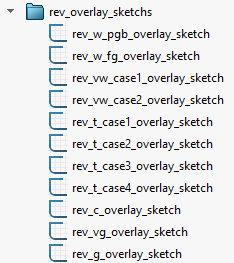 rev_overlay_sketchs
rev_w_pgb_overlay_sketch
rev_w_fg_overlay_sketch
rev_vw_case1_overlay_sketch
rev_vw_case2_overlay_sketch
rev_t_case1_overlay_sketch
rev_t_case2_overlay_sketch
rev_t_case3_overlay_sketch
rev_t_case4_overlay_sketch
rev_c_overlay_sketch
rev_vg_overlay_sketch
rev_g_overlay_sketch